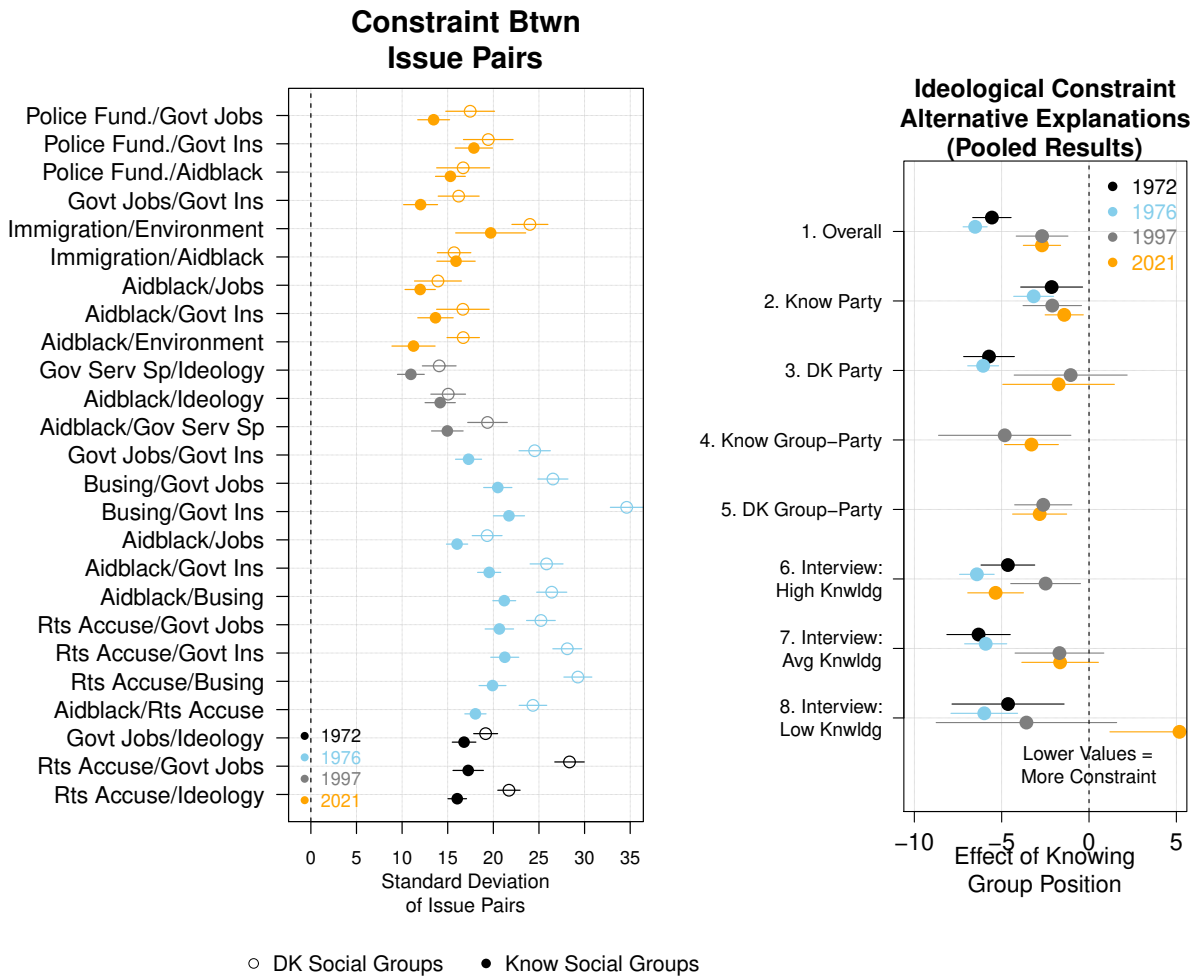 Constraint Btwn
Issue Pairs
Police Fund./Govt Jobs
Police Fund./Govt Ins
Police Fund./Aidblack
Govt Jobs/Govt Ins
Immigration/Environment
Immigration/Aidblack
Aidblack/Jobs
Aidblack/Govt Ins
Aidblack/Environment
Gov Serv Sp/Ideology
Aidblack/Ideology
Aidblack/Gov Serv Sp
Govt Jobs/Govt Ins
Busing/Govt Jobs
Busing/Govt Ins
Aidblack/Jobs
Aidblack/Govt Ins
Aidblack/Busing
Rts Accuse/Govt Jobs
Rts Accuse/Govt Ins
Rts Accuse/Busing
Aidblack/Rts Accuse
Govt Jobs/Ideology
Rts Accuse/Govt Jobs
Rts Accuse/Ideology
1972
1976
1997
2021
0 5 10 15 20 25 30 35
Standard Deviation
of Issue Pairs
DK Social Groups Know Social Groups
Ideological Constraint
Alternative Explanations
(Pooled Results)
1972
1976
1997
2021
1. Overall
2. Know Party
3. DK Party
4. Know Group−Party
5. DK Group−Party
6. Interview:
High Knwldg
7. Interview:
Avg Knwldg
8. Interview:
Low Knwldg
Lower Values =
More Constraint
−10 −5 0 5
Effect of Knowing
Group Position